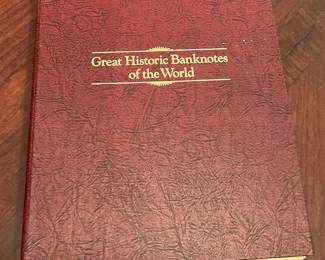 Great Historic Banknotes
of the World